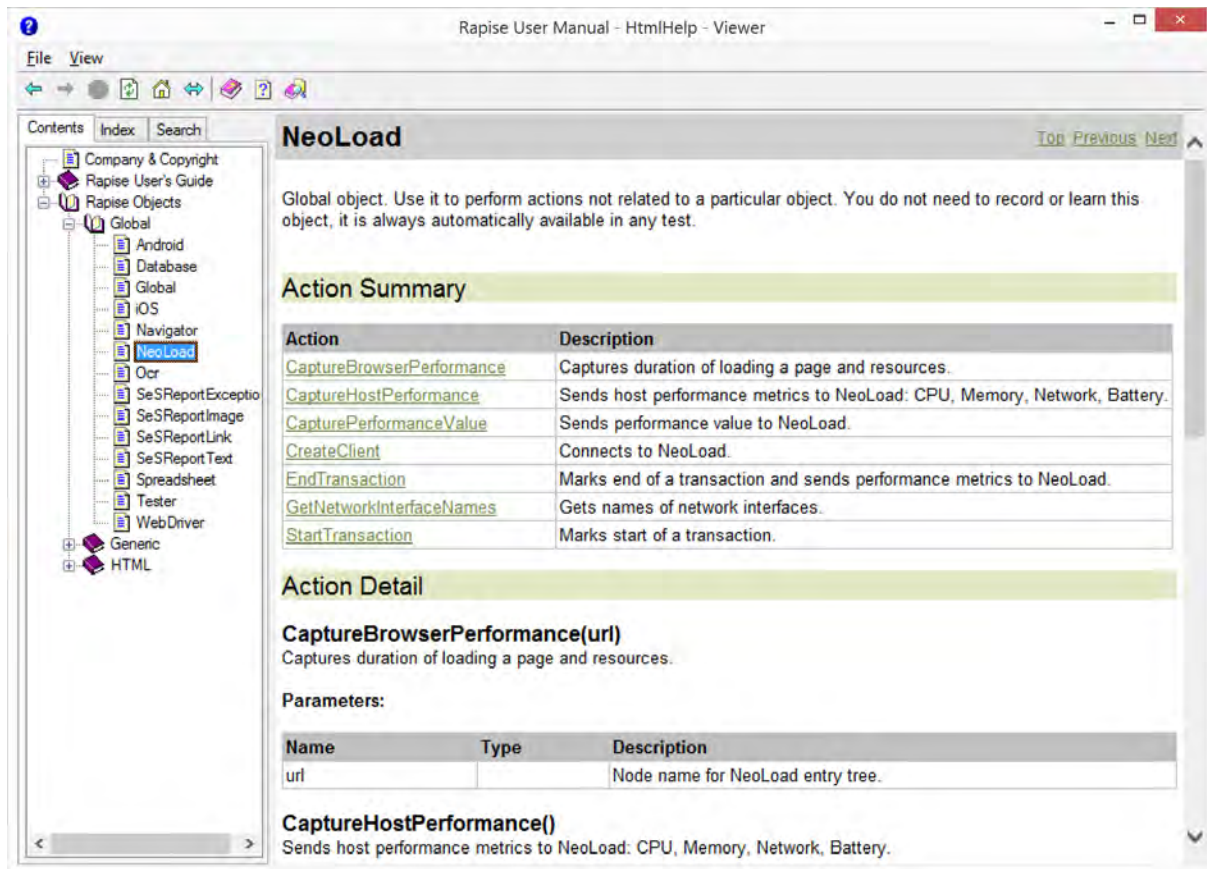 Rapise User Manual - HtmlHelp - Viewer
File View
Contents Index Search
Company & Copyright
Rapise User's Guide
Rapise Objects
Global
Android
Database
Global
iOS
Navigator
NeoLoad
Ocr
SeSReportExceptio
SeSReportImage
SeSReportLink
SeSReportText
Spreadsheet
Tester
WebDriver
Generic
HTML
NeoLoad
Top Previous Next
Global object. Use it to perform actions not related to a particular object. You do not need to record or learn this
object, it is always automatically available in any test.
Action Summary
Action Description
CaptureBrowserPerformance Captures duration of loading a page and resources.
CaptureHostPerformance Sends host performance metrics to NeoLoad: CPU, Memory, Network, Battery.
CapturePerformanceValue Sends performance value to NeoLoad.
CreateClient Connects to NeoLoad.
EndTransaction Marks end of a transaction and sends performance metrics to NeoLoad.
GetNetworkInterfaceNames Gets names of network interfaces.
StartTransaction Marks start of a transaction.
Action Detail
CaptureBrowserPerformance(url)
Captures duration of loading a page and resources.
Parameters:
Name Type Description
url Node name for NeoLoad entry tree.
CaptureHostPerformance()
Sends host performance metrics to NeoLoad: CPU, Memory, Network, Battery.